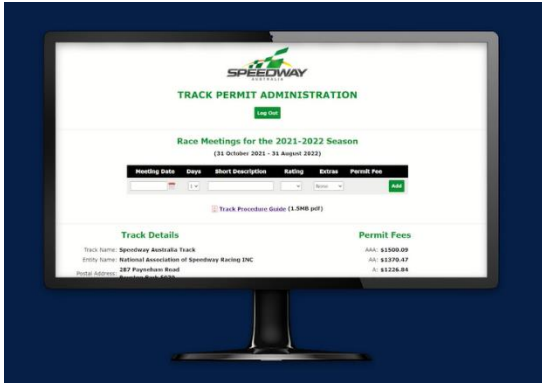 SPEEDWAY
AUSTRALIA
TRACK PERMIT ADMINISTRATION
Log Out
Race Meetings for the 2021-2022 Season
(31 October 2021 - 31 August 2022)
Meeting Date Days Short Description Rating Extras Permit Fee
1 None Add
Track Procedure Guide (1.5MB pdf)
Track Details Permit Fees
Track Name: Speedway Australia Track AAA: $1500.09
Entity Name: National Association of Speedway Racing INC AA: $1370.47
Postal Address: 287 Payneham Road A: $1226.84